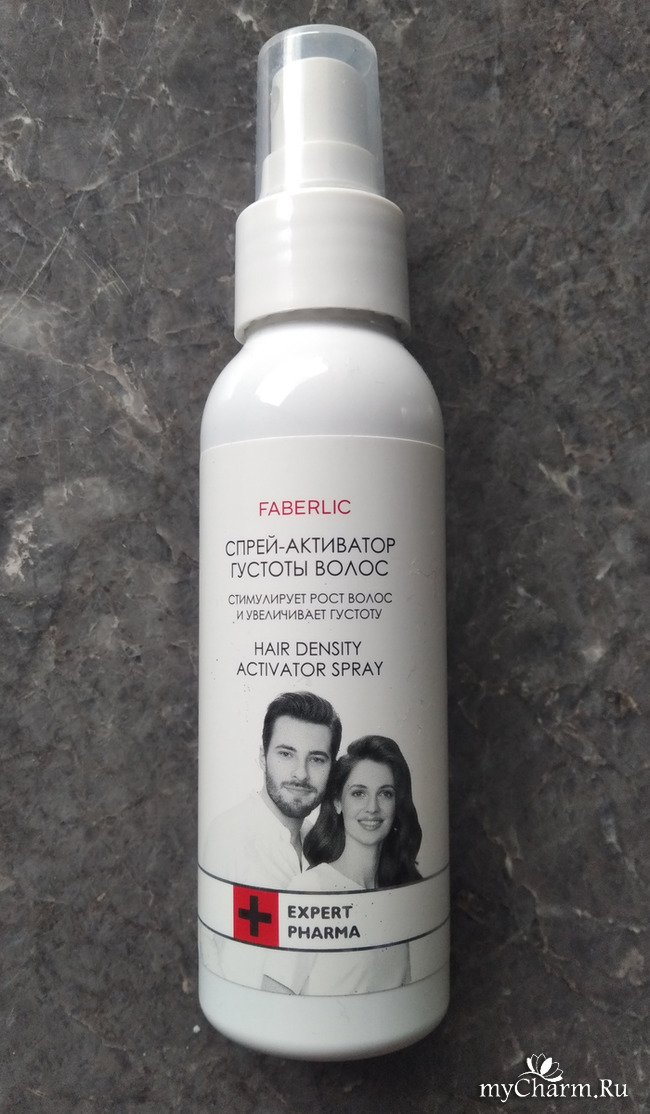 FABERLIC
СПРЕЙ-АКТИВАТОР
ГУСТОТЫ ВОЛОС
СТИМУЛИРУЕТ РОСТ ВОЛОС
И УВЕЛИЧИВАЕТ ГУСТОТУ
HAIR DENSITY
ACTIVATOR SPRAY
EXPERT
PHARMA
myCharm.Ru